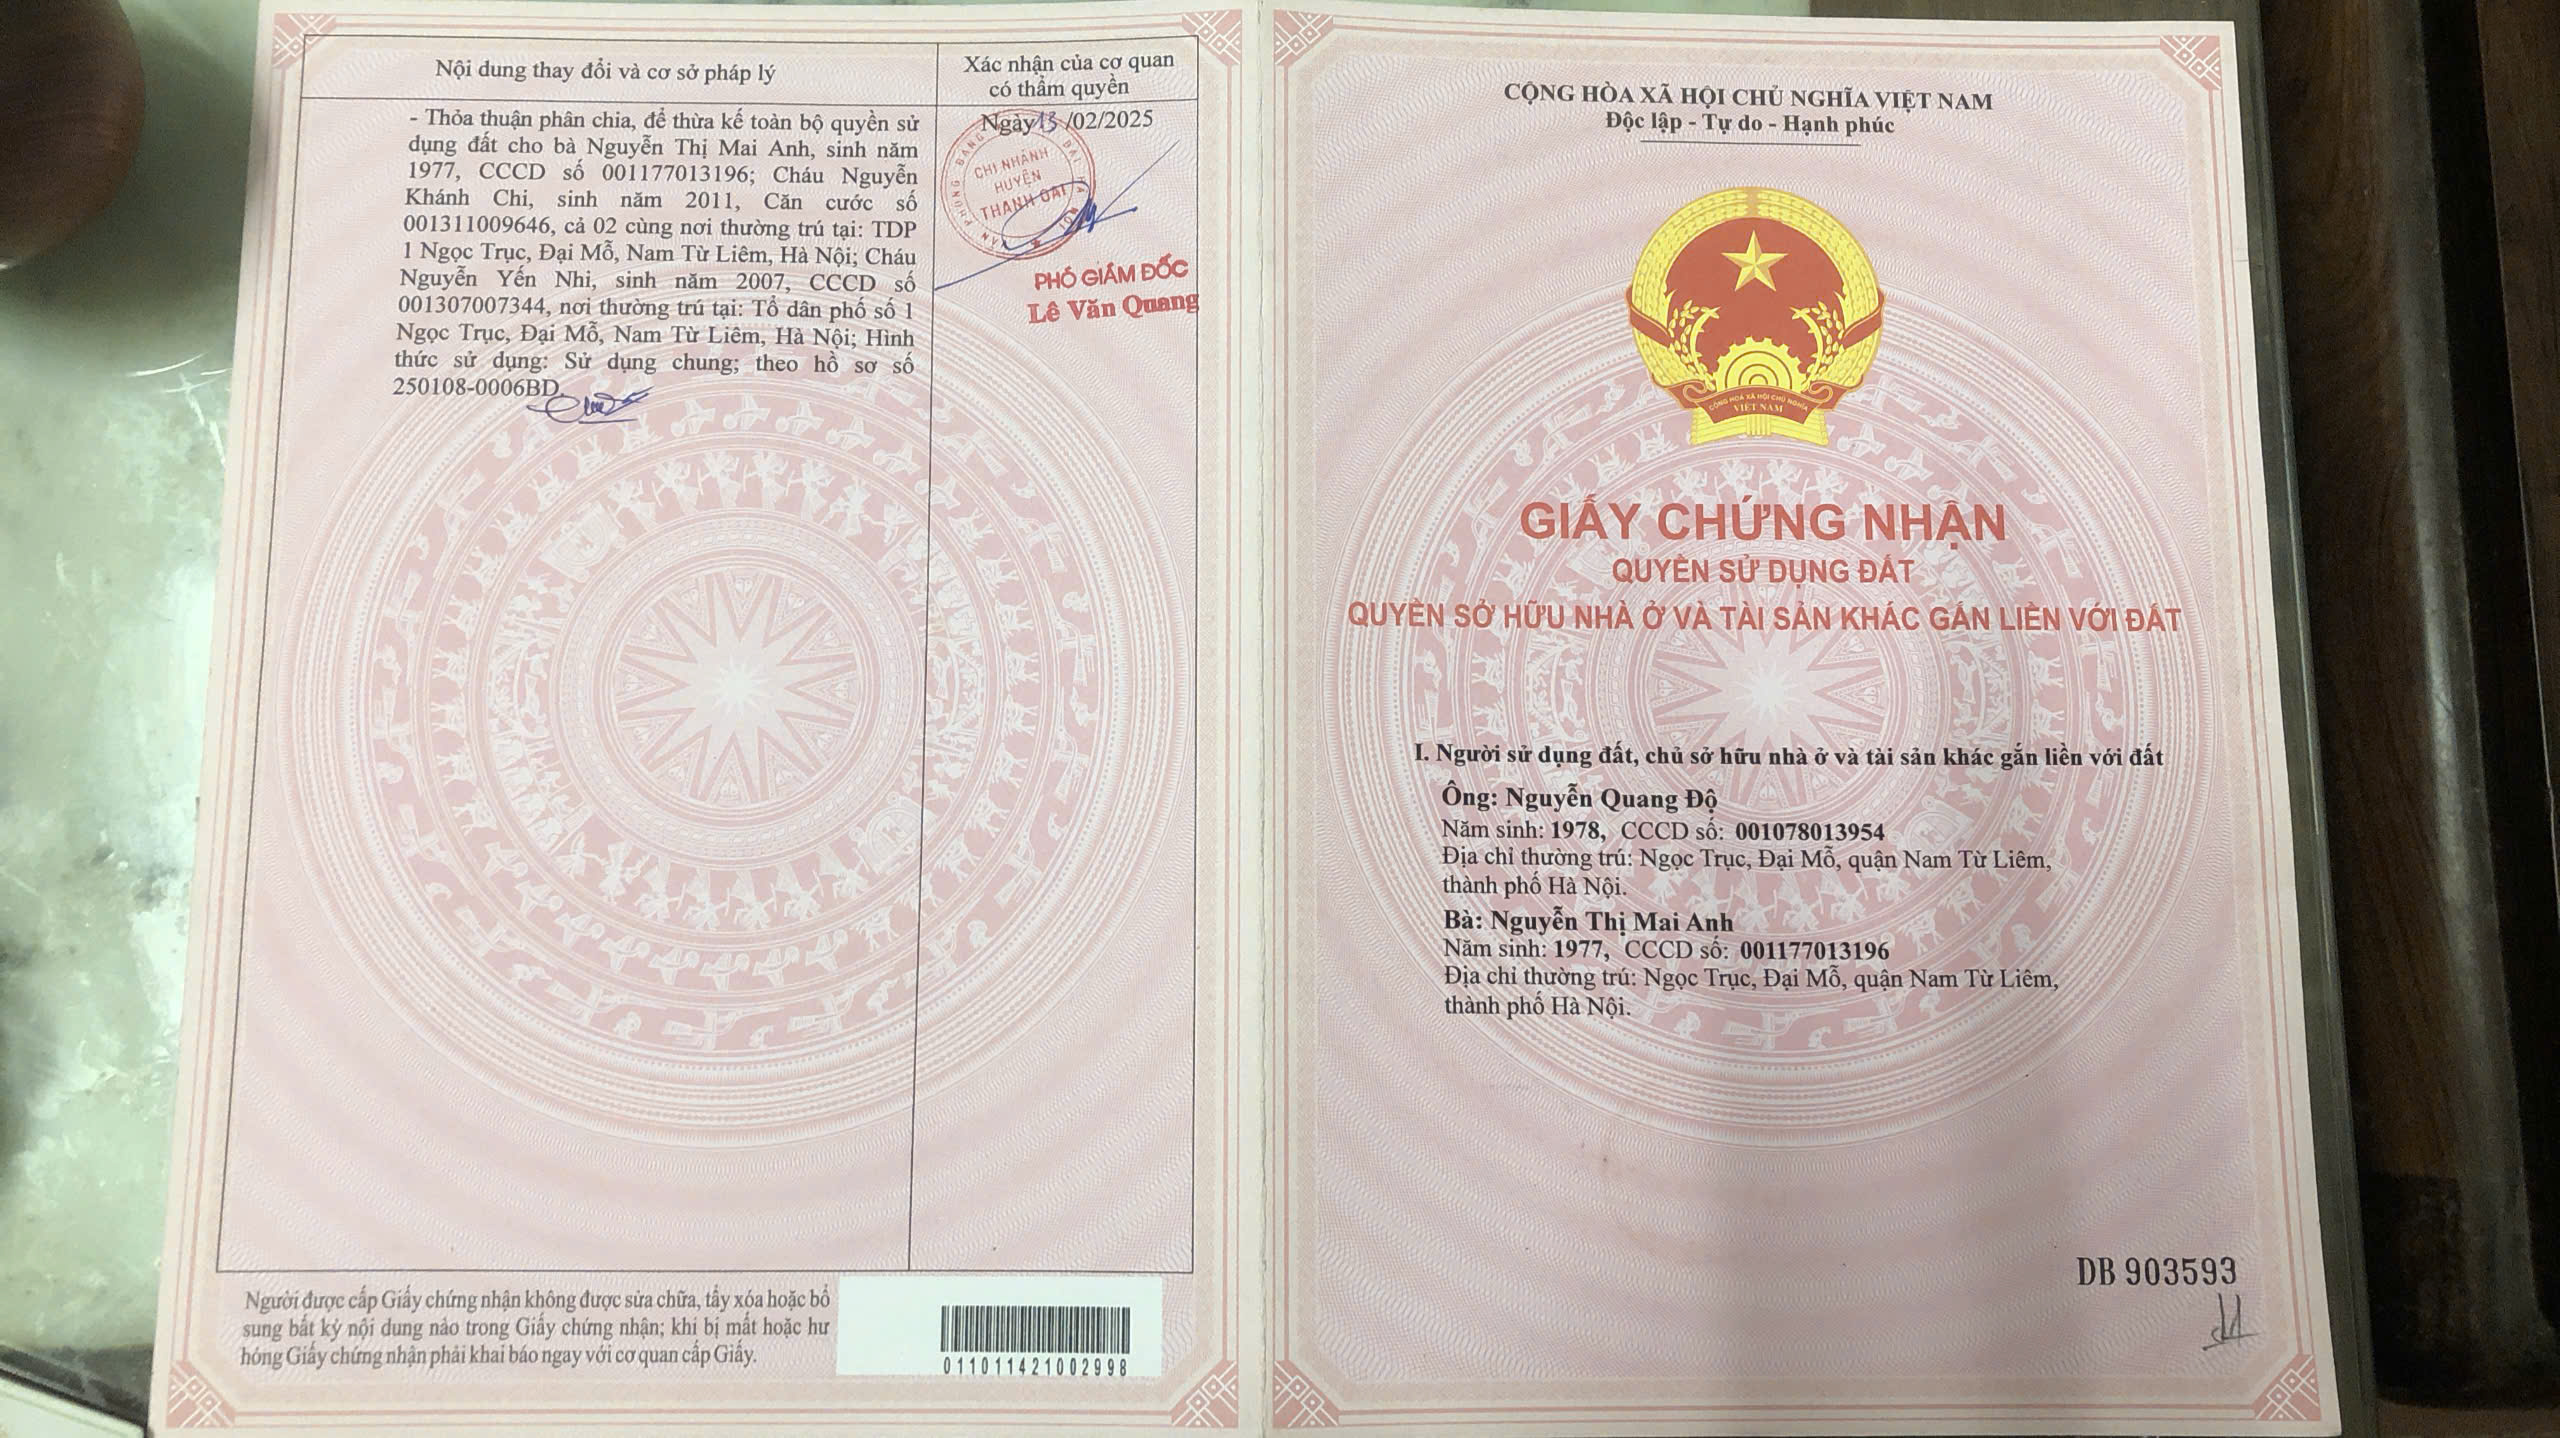 Nội dung thay đổi và cơ sở pháp lý
Xác nhận của cơ quan
có thẩm quyền
- Thỏa thuận phân chia, để thừa kế toàn bộ quyền sử
dụng đất cho bà Nguyễn Thị Mai Anh, sinh năm
1977, CCCD số 001177013196; Cháu Nguyễn
Khánh Chi, sinh năm 2011, Căn cước số
001311009646, cả 02 cùng nơi thường trú tại: TDP
1 Ngọc Trục, Đại Mỗ, Nam Từ Liêm, Hà Nội; Cháu
Nguyễn Yến Nhi, sinh năm 2007, CCCD số
001307007344, nơi thường trú tại: Tổ dân phố số 1
Ngọc Trục, Đại Mỗ, Nam Từ Liêm, Hà Nội; Hình
thức sử dụng: Sử dụng chung; theo hồ sơ số
250108-0006BD.
Ngày 13/02/2025
CHI NHÁNH
HUYỆN
THANH OAI
PHÓ GIÁM ĐỐC
Lê Văn Quang
Người được cấp Giấy chứng nhận không được sửa chữa, tẩy xóa hoặc bổ
sung bất kỳ nội dung nào trong Giấy chứng nhận; khi bị mất hoặc hư
hỏng Giấy chứng nhận phải khai báo ngay với cơ quan cấp Giấy.
011011421002998
CỘNG HÒA XÃ HỘI CHỦ NGHĨA VIỆT NAM
Độc lập - Tự do - Hạnh phúc
CỘNG HÒA XÃ HỘI CHỦ NGHĨA
VIỆT NAM
GIẤY CHỨNG NHẬN
QUYỀN SỬ DỤNG ĐẤT
QUYỀN SỞ HỮU NHÀ Ở VÀ TÀI SẢN KHÁC GẮN LIỀN VỚI ĐẤT
I. Người sử dụng đất, chủ sở hữu nhà ở và tài sản khác gắn liền với đất
Ông: Nguyễn Quang Độ
Năm sinh: 1978, CCCD số: 001078013954
Địa chỉ thường trú: Ngọc Trục, Đại Mỗ, quận Nam Từ Liêm,
thành phố Hà Nội.
Bà: Nguyễn Thị Mai Anh
Năm sinh: 1977, CCCD số: 001177013196
Địa chỉ thường trú: Ngọc Trục, Đại Mỗ, quận Nam Từ Liêm,
thành phố Hà Nội.
DB 903593